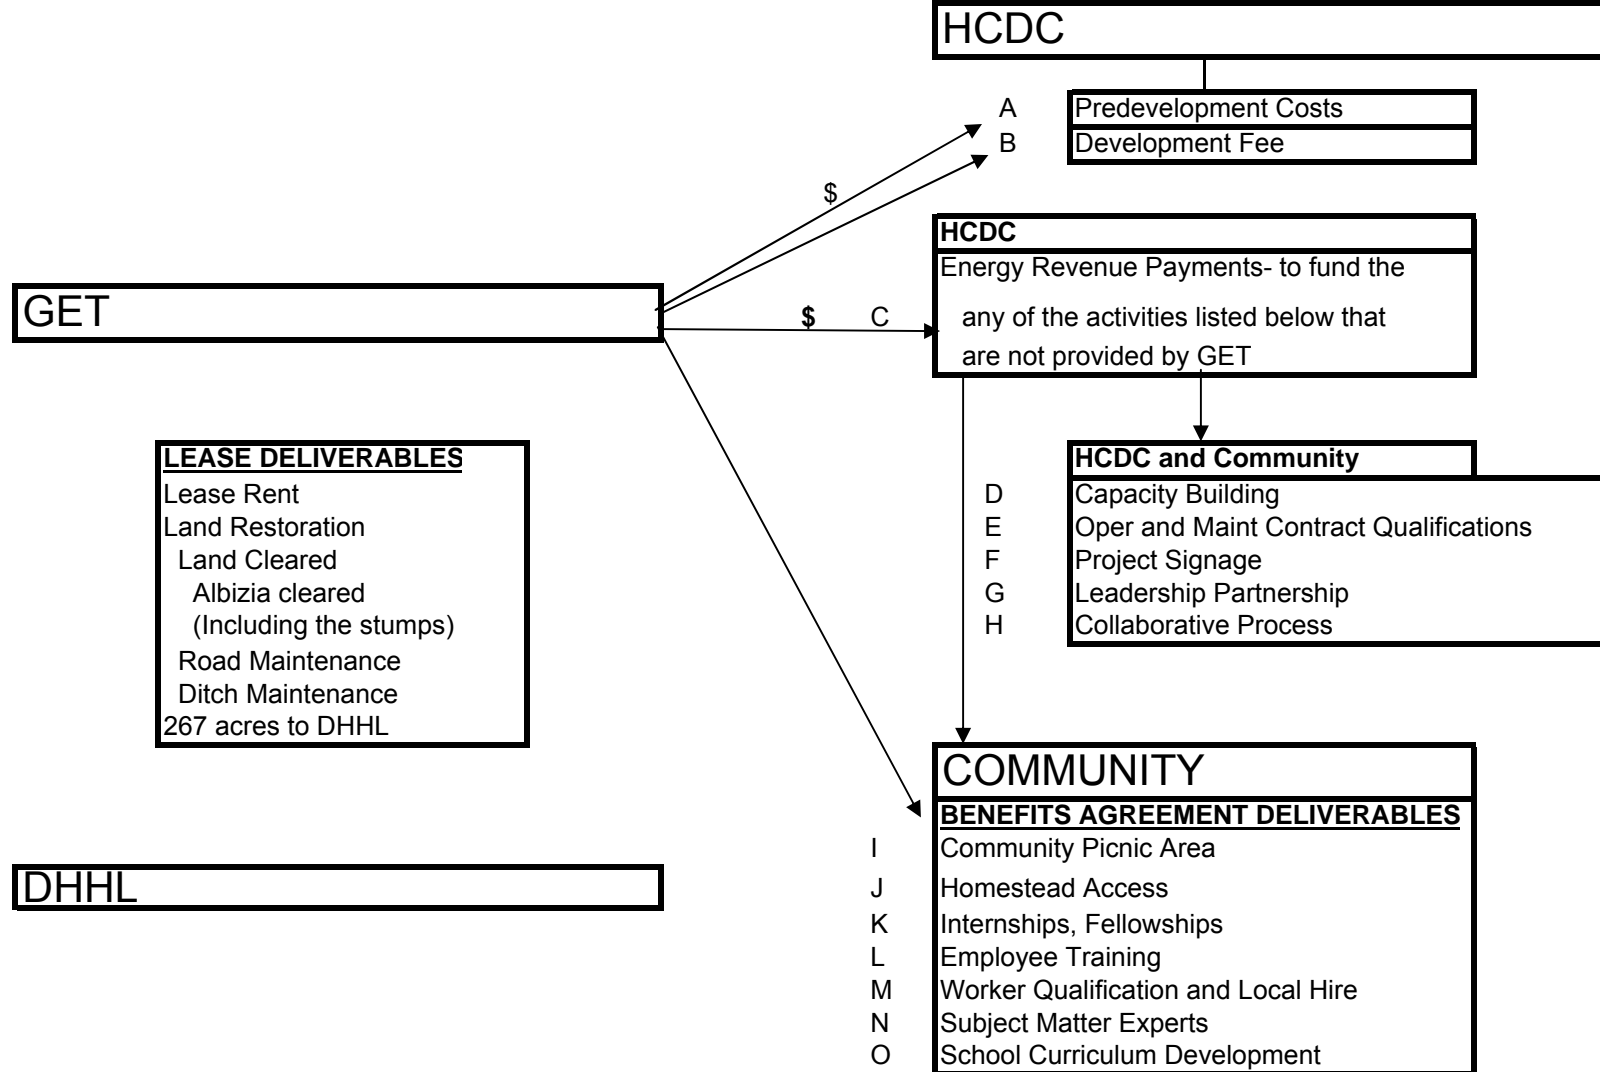 HCDC
A Predevelopment Costs
B Development Fee
$
HCDC
Energy Revenue Payments- to fund the
any of the activities listed below that
are not provided by GET
GET
$ C
LEASE DELIVERABLES
Lease Rent
Land Restoration
Land Cleared
Albizia cleared
(Including the stumps)
Road Maintenance
Ditch Maintenance
267 acres to DHHL
HCDC and Community
D Capacity Building
E Oper and Maint Contract Qualifications
F Project Signage
G Leadership Partnership
H Collaborative Process
DHHL
COMMUNITY
BENEFITS AGREEMENT DELIVERABLES
I Community Picnic Area
J Homestead Access
K Internships, Fellowships
L Employee Training
M Worker Qualification and Local Hire
N Subject Matter Experts
O School Curriculum Development